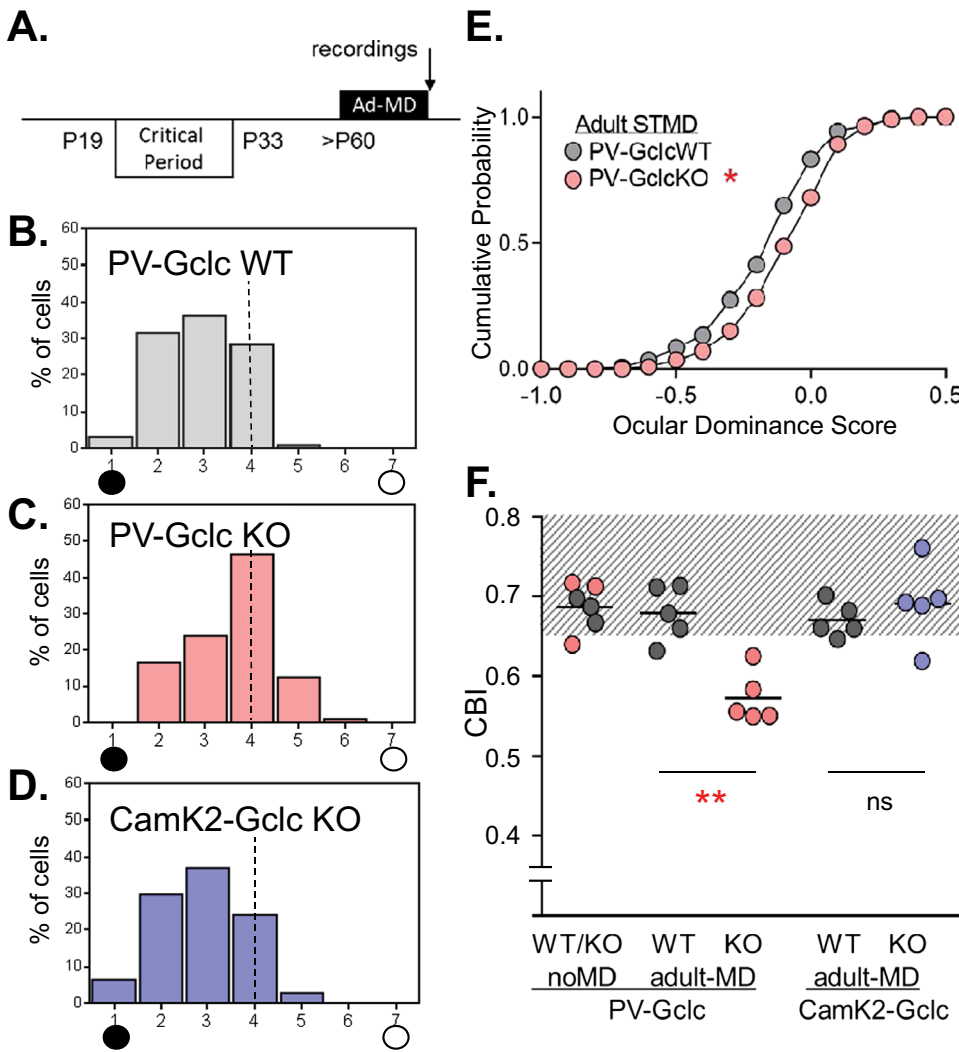 A.
recordings
Ad-MD
P19
Critical
Period
P33
>P60
B.
PV-Gclc WT
% of cells
60
50
40
30
20
10
0
1 2 3 4 5 6 7
C.
PV-Gclc KO
% of cells
60
50
40
30
20
10
0
1 2 3 4 5 6 7
D.
CamK2-Gclc KO
% of cells
60
50
40
30
20
10
0
1 2 3 4 5 6 7
E.
Cumulative Probability
1.0
0.5
0.0
Adult STMD
PV-GclcWT
PV-GclcKO *
-1.0 -0.5 0.0 0.5
Ocular Dominance Score
F.
CBI
0.8
0.7
0.6
0.5
0.4
** ns
WT/KO WT KO WT KO
noMD adult-MD adult-MD
PV-Gclc CamK2-Gclc